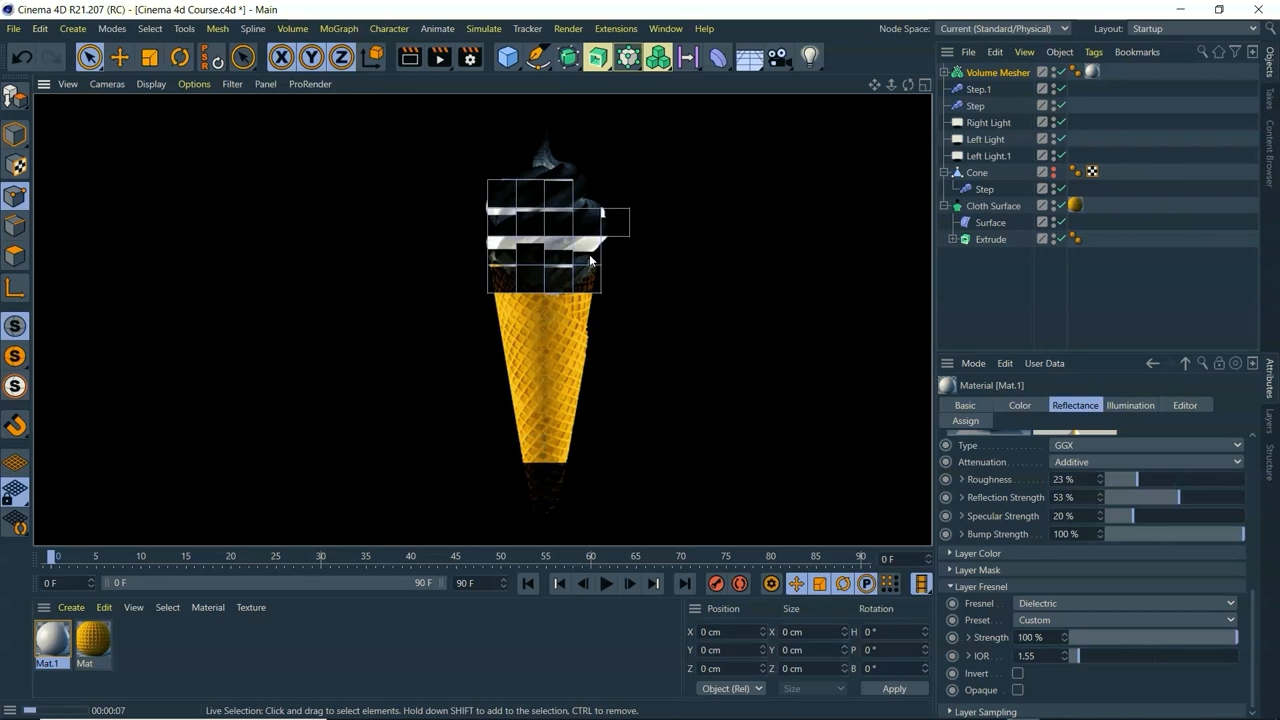 Cinema 4D R21.207 (RC) - [Cinema 4d Course.c4d *] - Main
File Edit Create Modes Select Tools Mesh Spline Volume MoGraph Character Animate Simulate Tracker Render Extensions Window Help Node Space: Current (Standard/Physical) Layout: Startup
File Edit View Object Tags Bookmarks
View Cameras Display Options Filter Panel ProRender
Volume Mesher
Step.1
Step
Right Light
Left Light
Left Light.1
Cone
Step
Cloth Surface
Surface
Extrude
Objects
Takes
Content Browser
Mode Edit User Data
Material [Mat.1]
Basic Color Reflectance Illumination Editor
Assign
Type GGX
Attenuation Additive
Roughness 23 %
Reflection Strength 53 %
Specular Strength 20 %
Bump Strength 100 %
Layer Color
Layer Mask
Layer Fresnel
Fresnel Dielectric
Preset Custom
Strength 100 %
IOR 1.55
Invert
Opaque
Layer Sampling
Attributes
Layers
Structure
0 5 10 15 20 25 30 35 40 45 50 55 60 65 70 75 80 85 90 0 F
0 F 0 F 90 F 90 F
Create Edit View Select Material Texture
Mat.1 Mat
Position Size Rotation
X 0 cm X 0 cm H 0 °
Y 0 cm Y 0 cm P 0 °
Z 0 cm Z 0 cm B 0 °
Object (Rel) Size Apply
00:00:07 Live Selection: Click and drag to select elements. Hold down SHIFT to add to the selection, CTRL to remove.